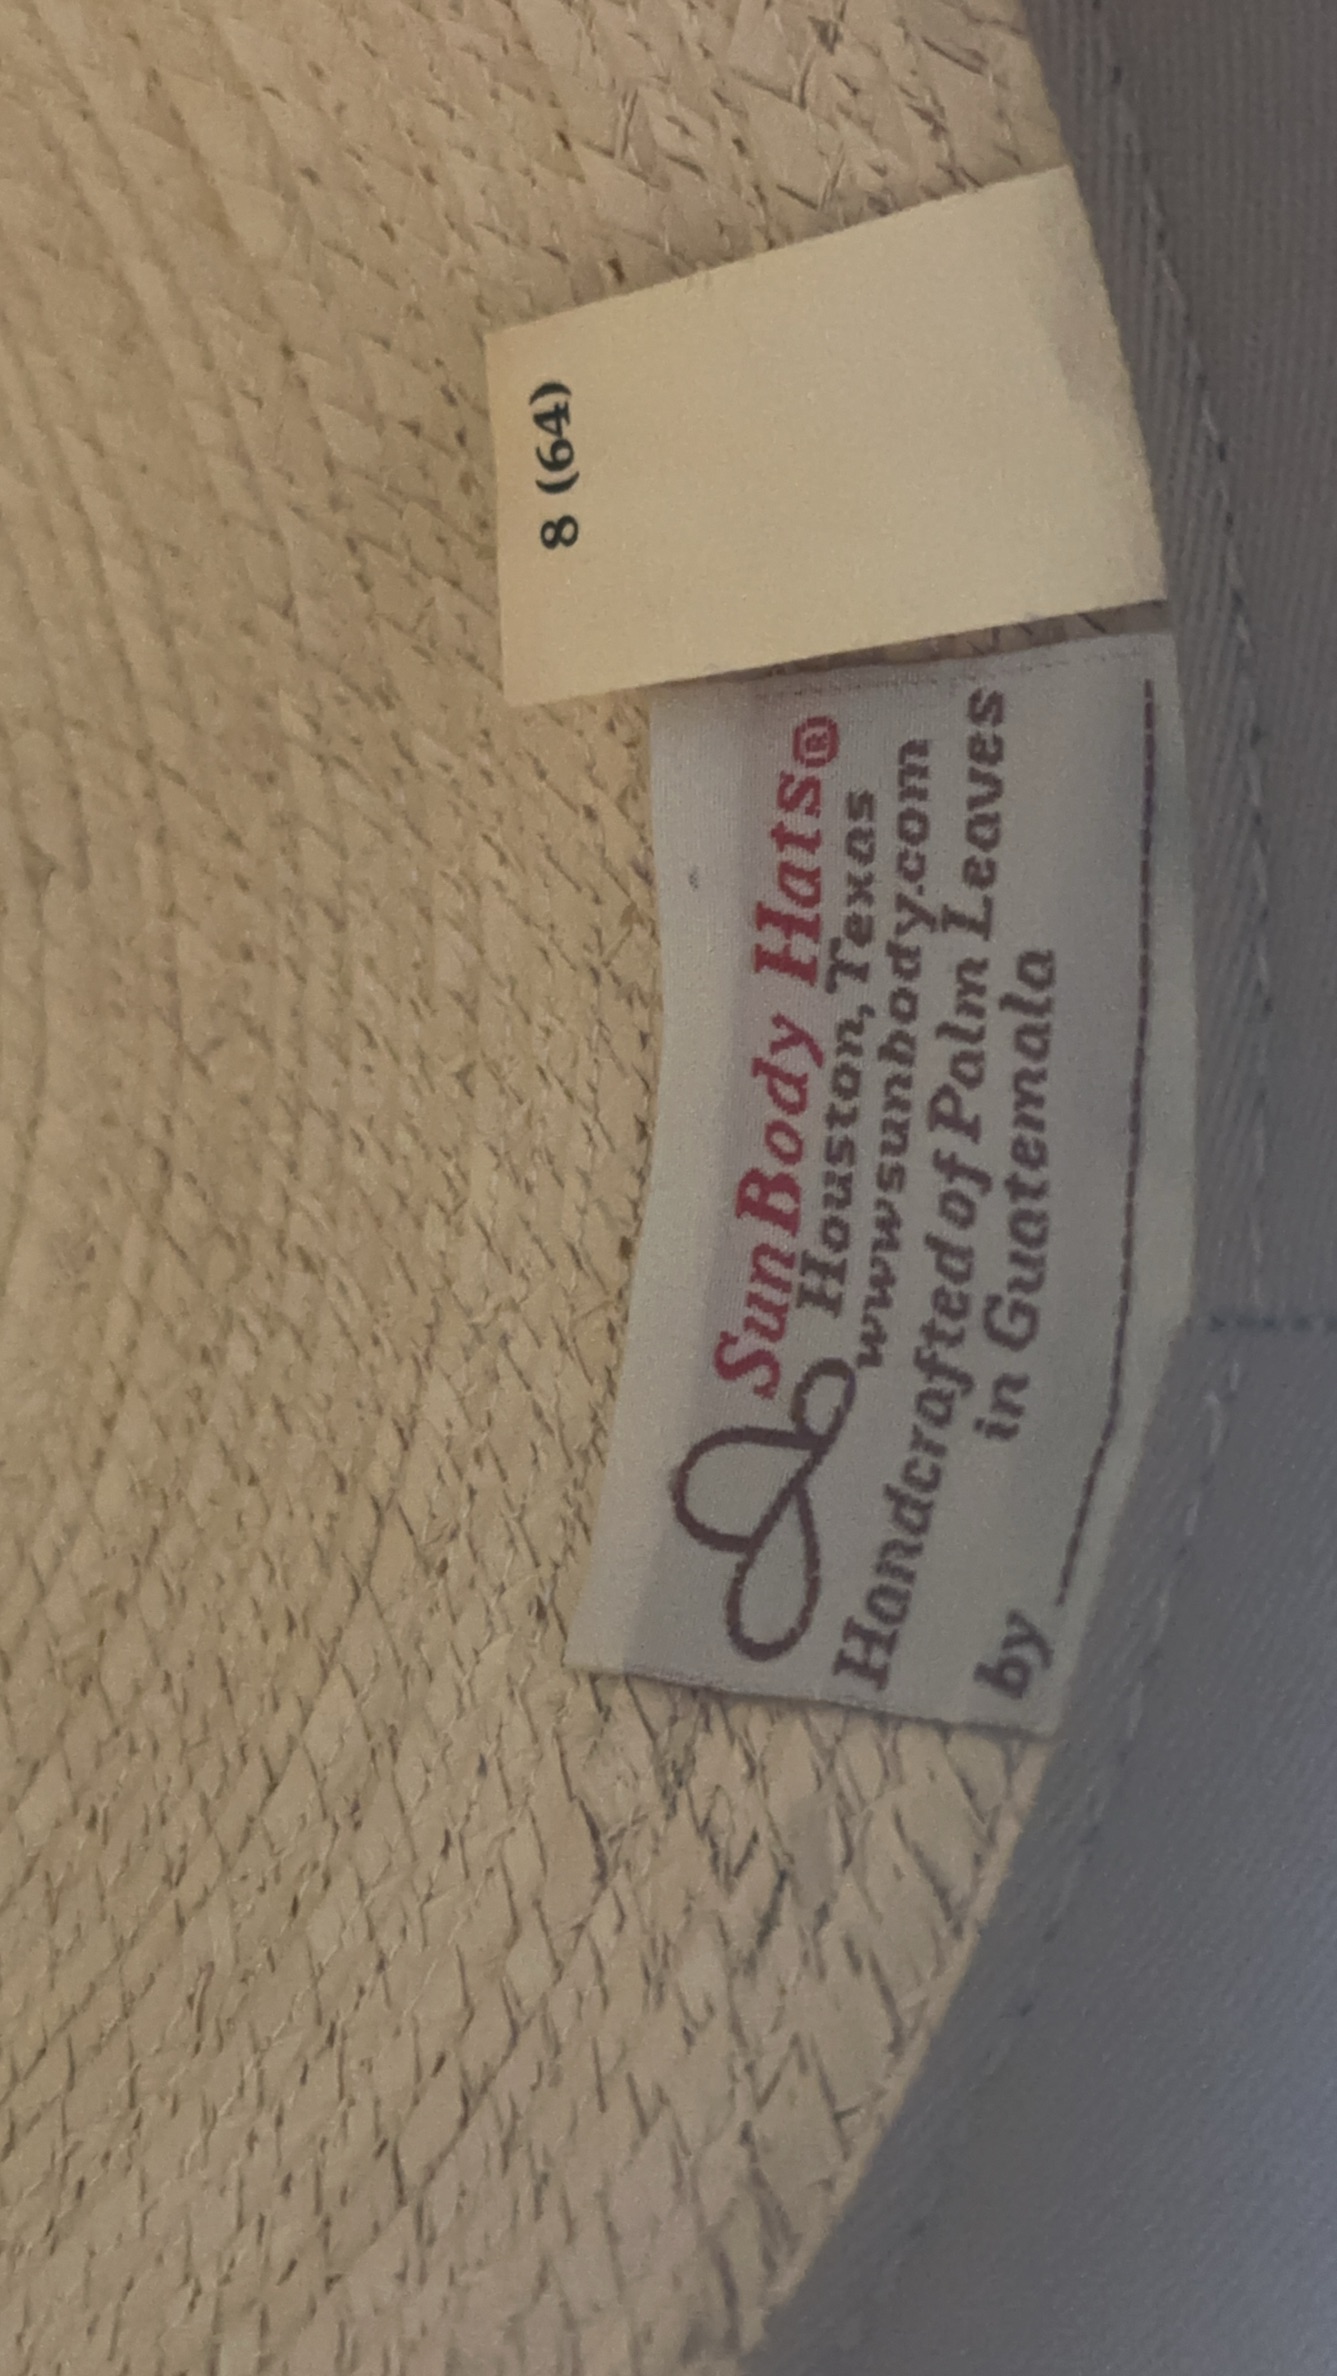 8 (64)
SunBody Hats®
Houston, Texas
www.sunbody.com
Handcrafted of Palm Leaves
in Guatemala
by